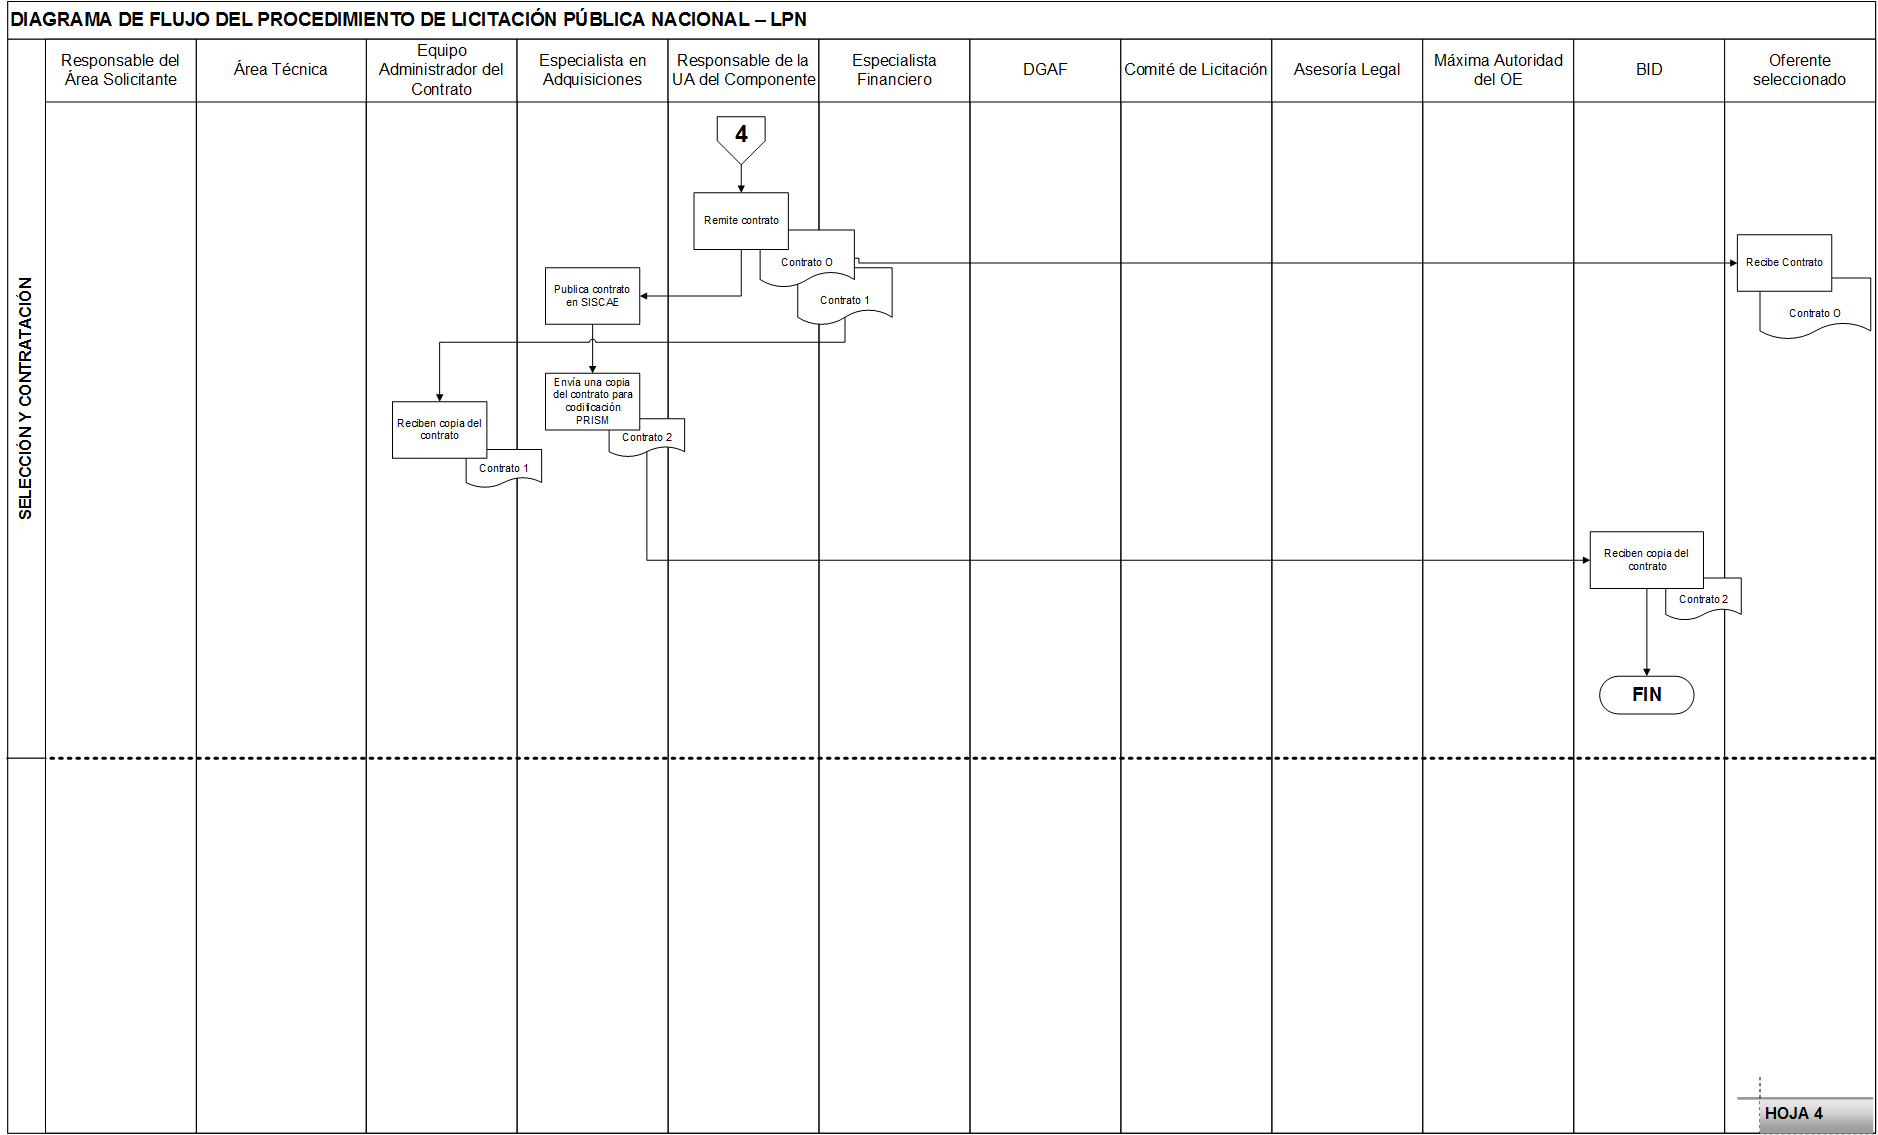 DIAGRAMA DE FLUJO DEL PROCEDIMIENTO DE LICITACIÓN PÚBLICA NACIONAL – LPN
Responsable del
Área Solicitante
Área Técnica
Equipo
Administrador del
Contrato
Especialista en
Adquisiciones
Responsable de la
UA del Componente
Especialista
Financiero
DGAF
Comité de Licitación
Asesoría Legal
Máxima Autoridad
del OE
BID
Oferente
seleccionado
SELECCIÓN Y CONTRATACIÓN
4
Remite contrato
Contrato O
Contrato 1
Recibe Contrato
Contrato O
Publica contrato
en SISCAE
Envía una copia
del contrato para
codificación
PRISM
Contrato 2
Reciben copia del
contrato
Contrato 1
Reciben copia del
contrato
Contrato 2
FIN
HOJA 4